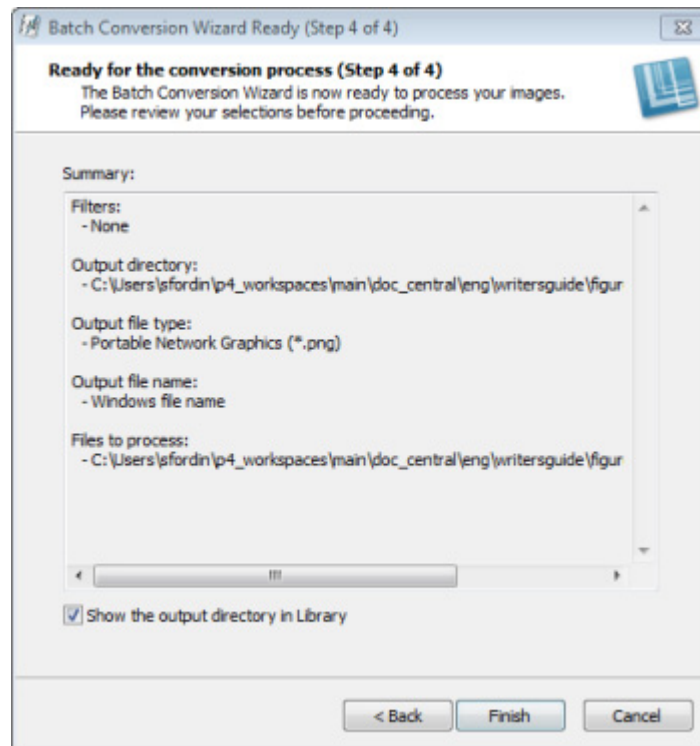 Batch Conversion Wizard Ready (Step 4 of 4)
Ready for the conversion process (Step 4 of 4)
The Batch Conversion Wizard is now ready to process your images.
Please review your selections before proceeding.
Summary:
Filters:
- None
Output directory:
- C:\Users\sfordin\p4_workspaces\main\doc_central\eng\writersguide\figur
Output file type:
- Portable Network Graphics (*.png)
Output file name:
- Windows file name
Files to process:
- C:\Users\sfordin\p4_workspaces\main\doc_central\eng\writersguide\figur
Show the output directory in Library
< Back Finish Cancel